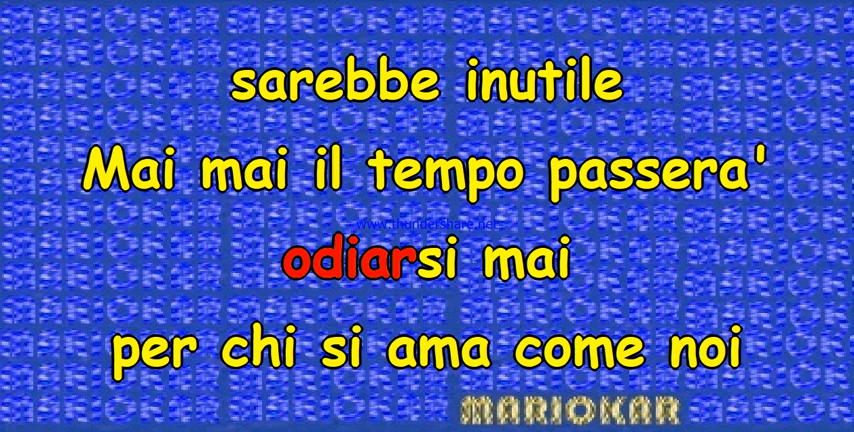 sarebbe inutile
Mai mai il tempo passera'
www.thundershare.net
odiarsi mai
per chi si ama come noi
MARIOKAR